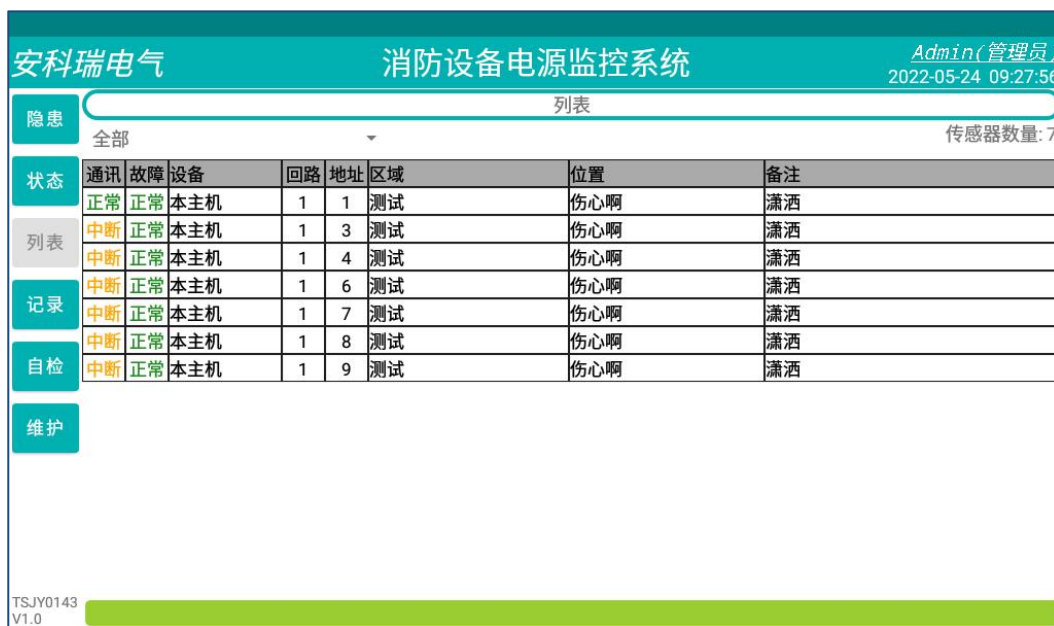 安科瑞电气 消防设备电源监控系统 Admin(管理员)
2022-05-24 09:27:56
隐患
列表
全部 传感器数量: 7
状态
通讯 故障 设备 回路 地址 区域 位置 备注
正常 正常 本主机 1 1 测试 伤心啊 潇洒
中断 正常 本主机 1 3 测试 伤心啊 潇洒
列表
中断 正常 本主机 1 4 测试 伤心啊 潇洒
中断 正常 本主机 1 6 测试 伤心啊 潇洒
记录
中断 正常 本主机 1 7 测试 伤心啊 潇洒
中断 正常 本主机 1 8 测试 伤心啊 潇洒
自检
中断 正常 本主机 1 9 测试 伤心啊 潇洒
维护
TSJY0143
V1.0